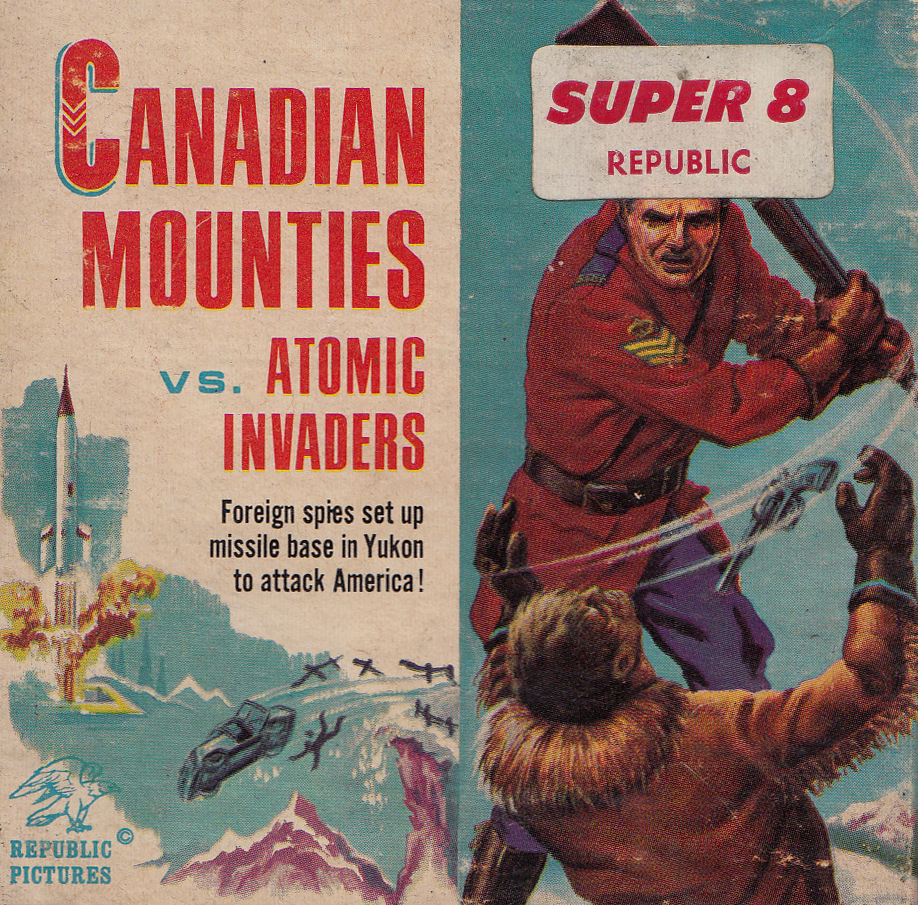 CANADIAN
MOUNTIES
vs. ATOMIC
INVADERS
Foreign spies set up
missile base in Yukon
to attack America!
REPUBLIC ©
PICTURES
SUPER 8
REPUBLIC